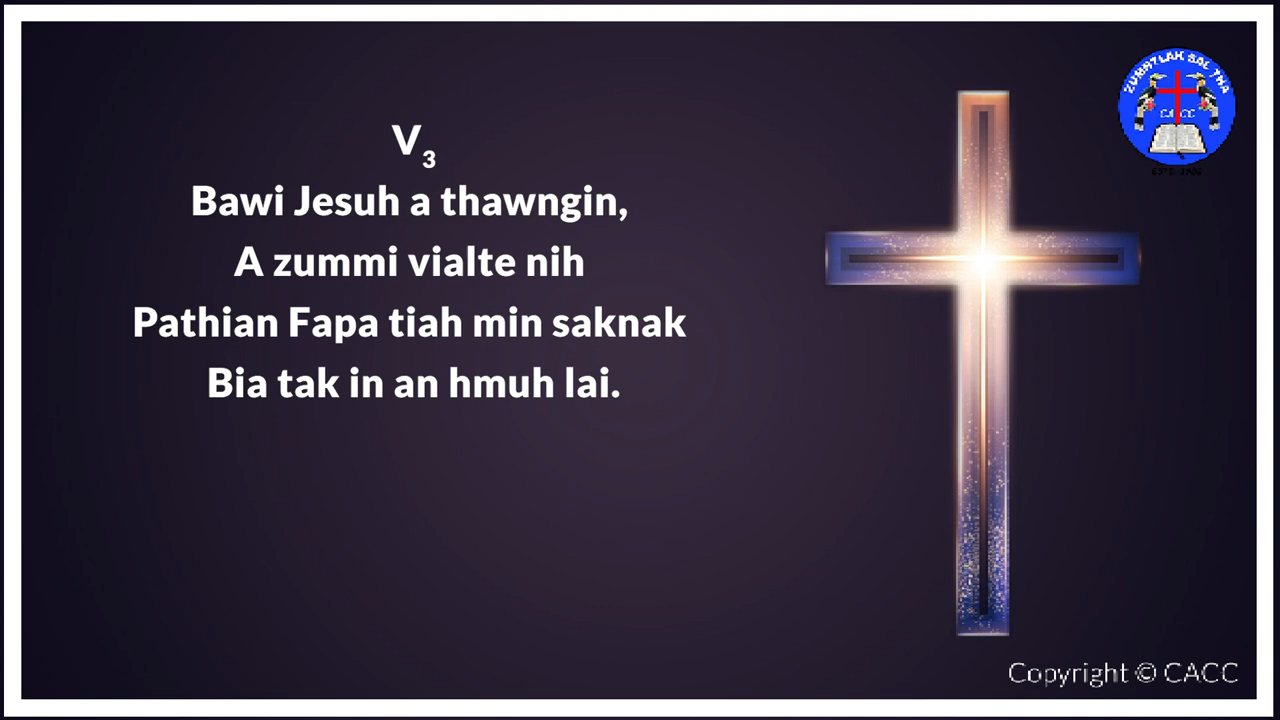 V3
Bawi Jesuh a thawngin,
A zummi vialte nih
Pathian Fapa tiah min saknak
Bia tak in an hmuh lai.
CACC
Copyright © CACC